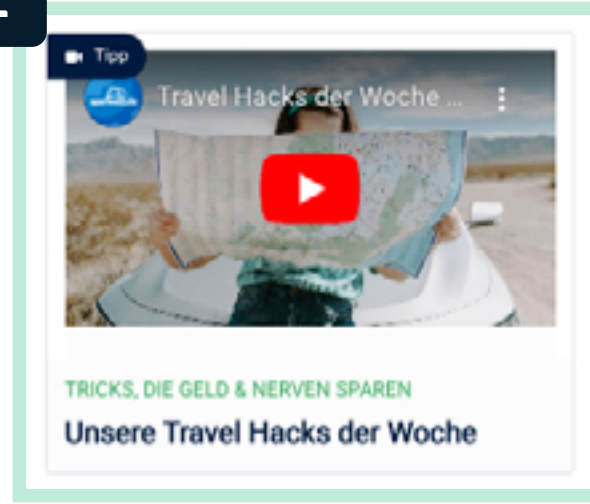 Tipp
Travel Hacks der Woche ...
TRICKS, DIE GELD & NERVEN SPAREN
Unsere Travel Hacks der Woche